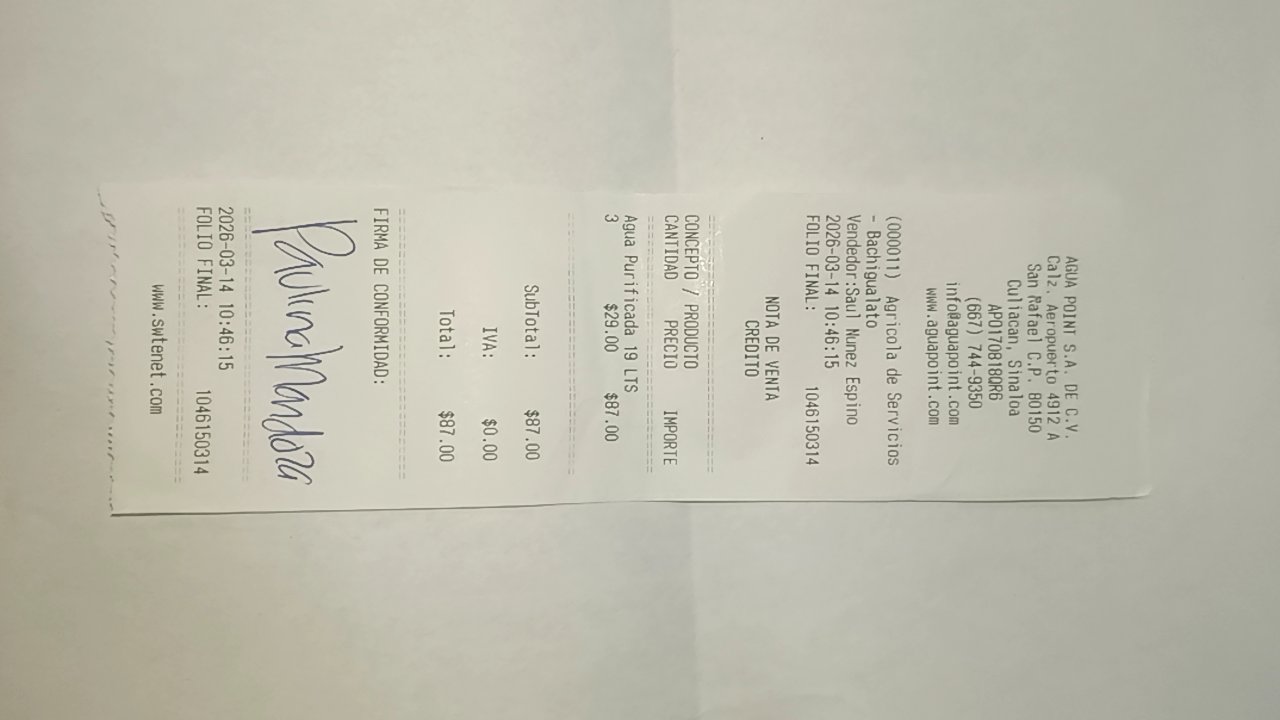 AGUA POINT S.A. DE C.V.
Calz. Aeropuerto 4912 A
San Rafael C.P. 80150
Culiacan, Sinaloa
APO170818QR6
(667) 744-9350
info@aguapoint.com
www.aguapoint.com
(000011) Agricola de Servicios
- Bachigualato
Vendedor:Saul Nunez Espino
2026-03-14 10:46:15
FOLIO FINAL: 1046150314
NOTA DE VENTA
CREDITO
CONCEPTO / PRODUCTO
CANTIDAD PRECIO IMPORTE
Agua Purificada 19 LTS
3 $29.00 $87.00
SubTotal: $87.00
IVA: $0.00
Total: $87.00
FIRMA DE CONFORMIDAD:
Paulina Mandoza
2026-03-14 10:46:15
FOLIO FINAL: 1046150314
www.swtenet.com